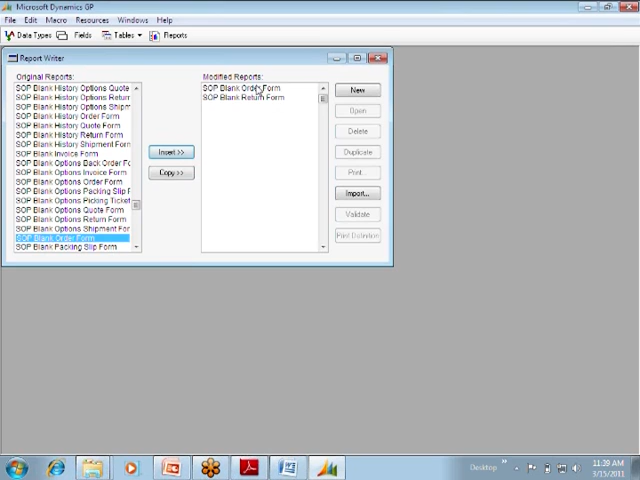 Microsoft Dynamics GP
File Edit Macro Resources Windows Help
Data Types Fields Tables Reports
Report Writer
Original Reports:
SOP Blank History Options Quote
SOP Blank History Options Return
SOP Blank History Options Shipm
SOP Blank History Order Form
SOP Blank History Quote Form
SOP Blank History Return Form
SOP Blank History Shipment Form
SOP Blank Invoice Form
SOP Blank Options Back Order Fo
SOP Blank Options Invoice Form
SOP Blank Options Order Form
SOP Blank Options Packing Slip F
SOP Blank Options Picking Ticket
SOP Blank Options Quote Form
SOP Blank Options Return Form
SOP Blank Options Shipment For
SOP Blank Order Form
SOP Blank Packing Slip Form
Insert >>
Copy >>
Modified Reports:
SOP Blank Order Form
SOP Blank Return Form
New
Open
Delete
Duplicate
Print...
Import...
Validate
Print Definition
Desktop
11:39 AM
3/15/2011